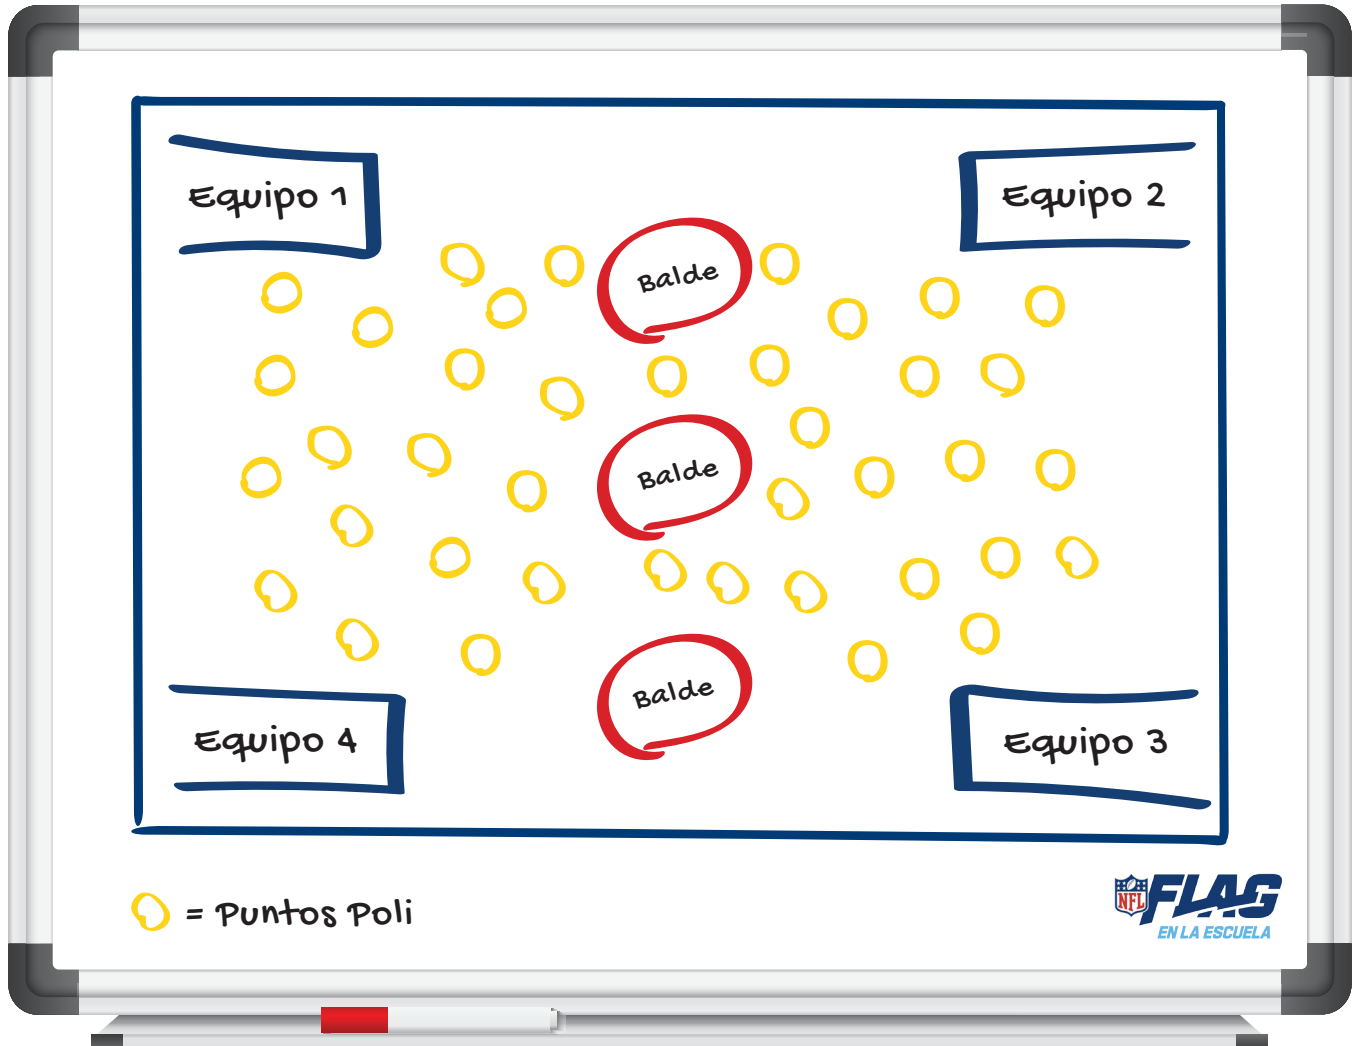 Equipo 1
Equipo 2
Balde
Balde
Balde
Equipo 4
Equipo 3
= Puntos Poli
NFL FLAG
EN LA ESCUELA